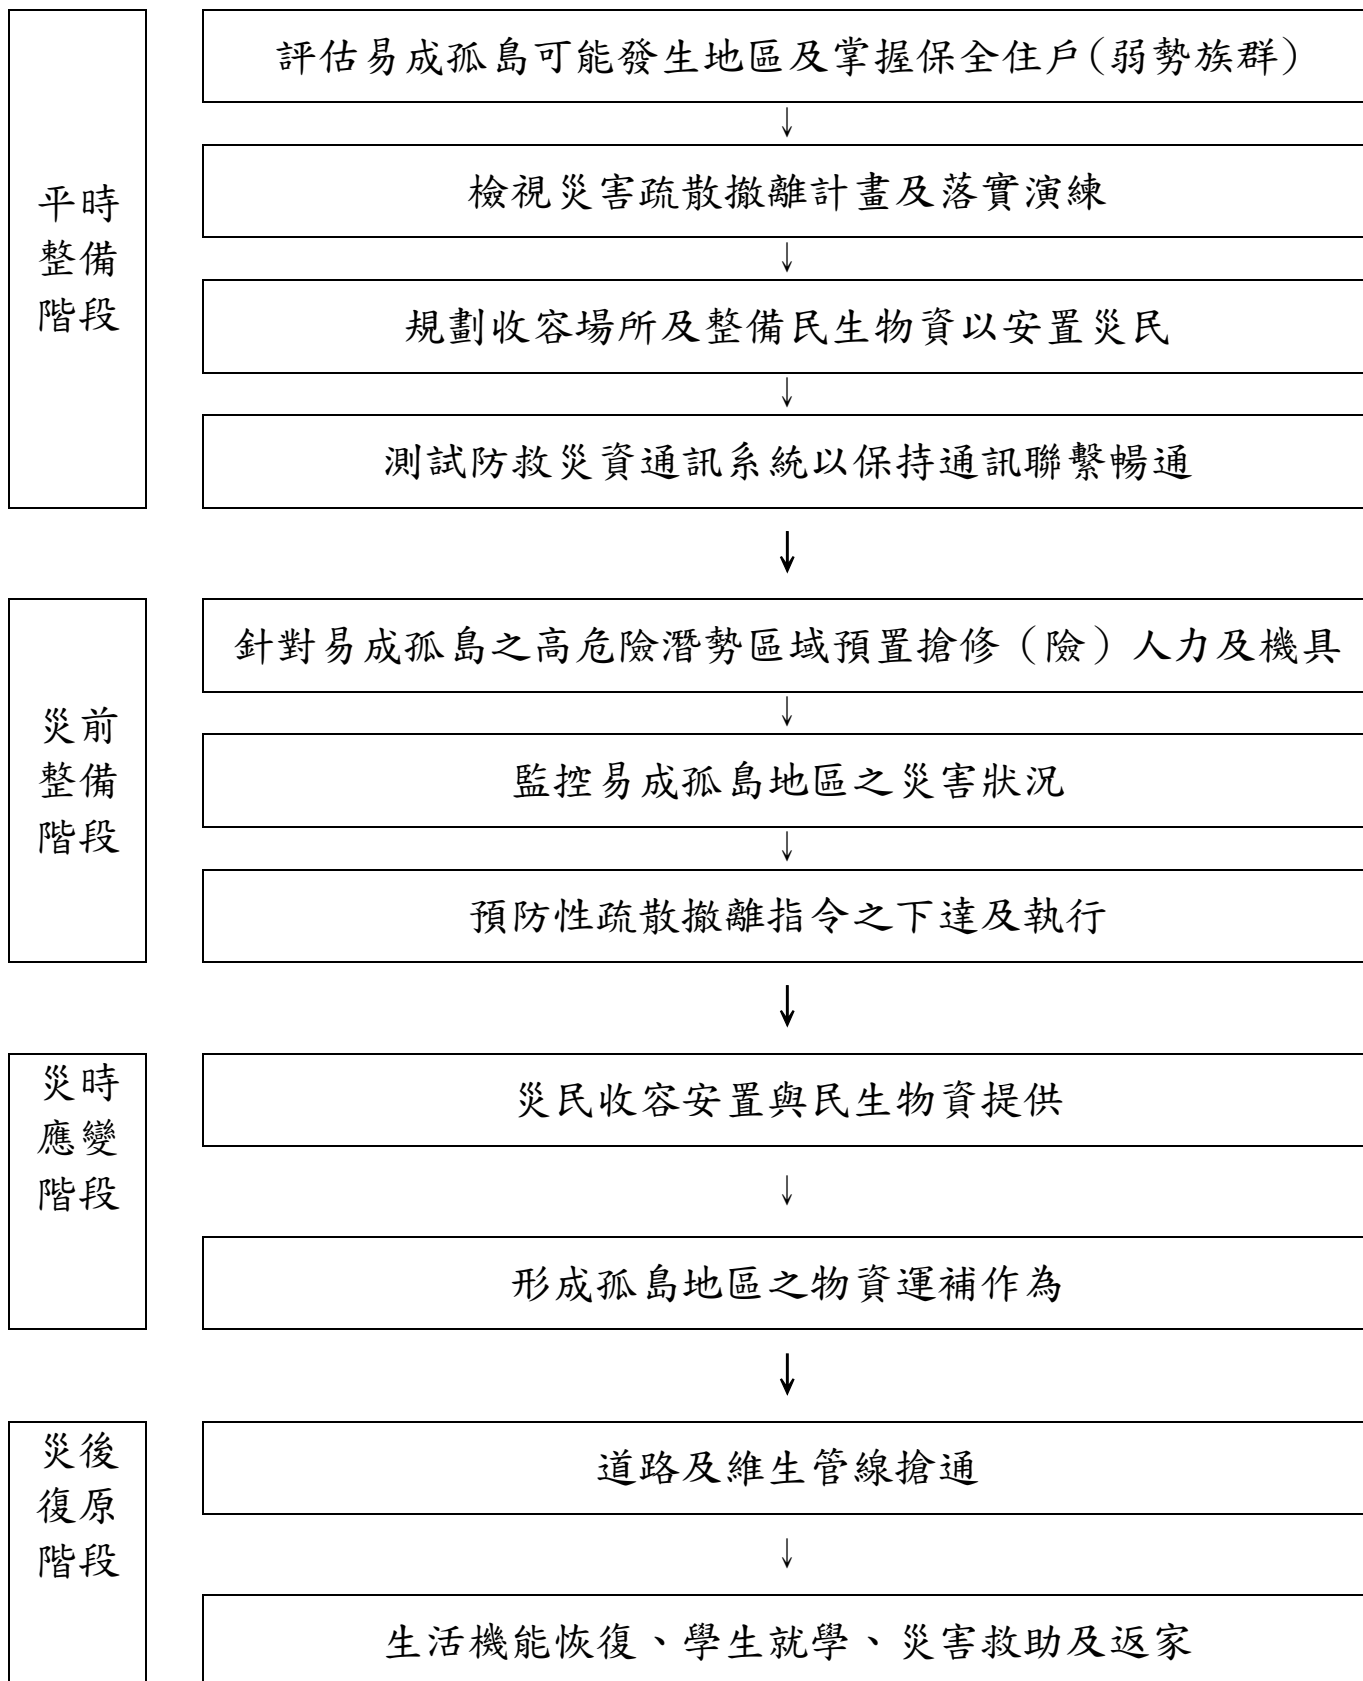 平時
整備
階段
評估易成孤島可能發生地區及掌握保全住戶(弱勢族群)
↓
檢視災害疏散撤離計畫及落實演練
↓
規劃收容場所及整備民生物資以安置災民
↓
測試防救災資通訊系統以保持通訊聯繫暢通
↓
災前
整備
階段
針對易成孤島之高危險潛勢區域預置搶修（險）人力及機具
↓
監控易成孤島地區之災害狀況
↓
預防性疏散撤離指令之下達及執行
↓
災時
應變
階段
災民收容安置與民生物資提供
↓
形成孤島地區之物資運補作為
↓
災後
復原
階段
道路及維生管線搶通
↓
生活機能恢復、學生就學、災害救助及返家